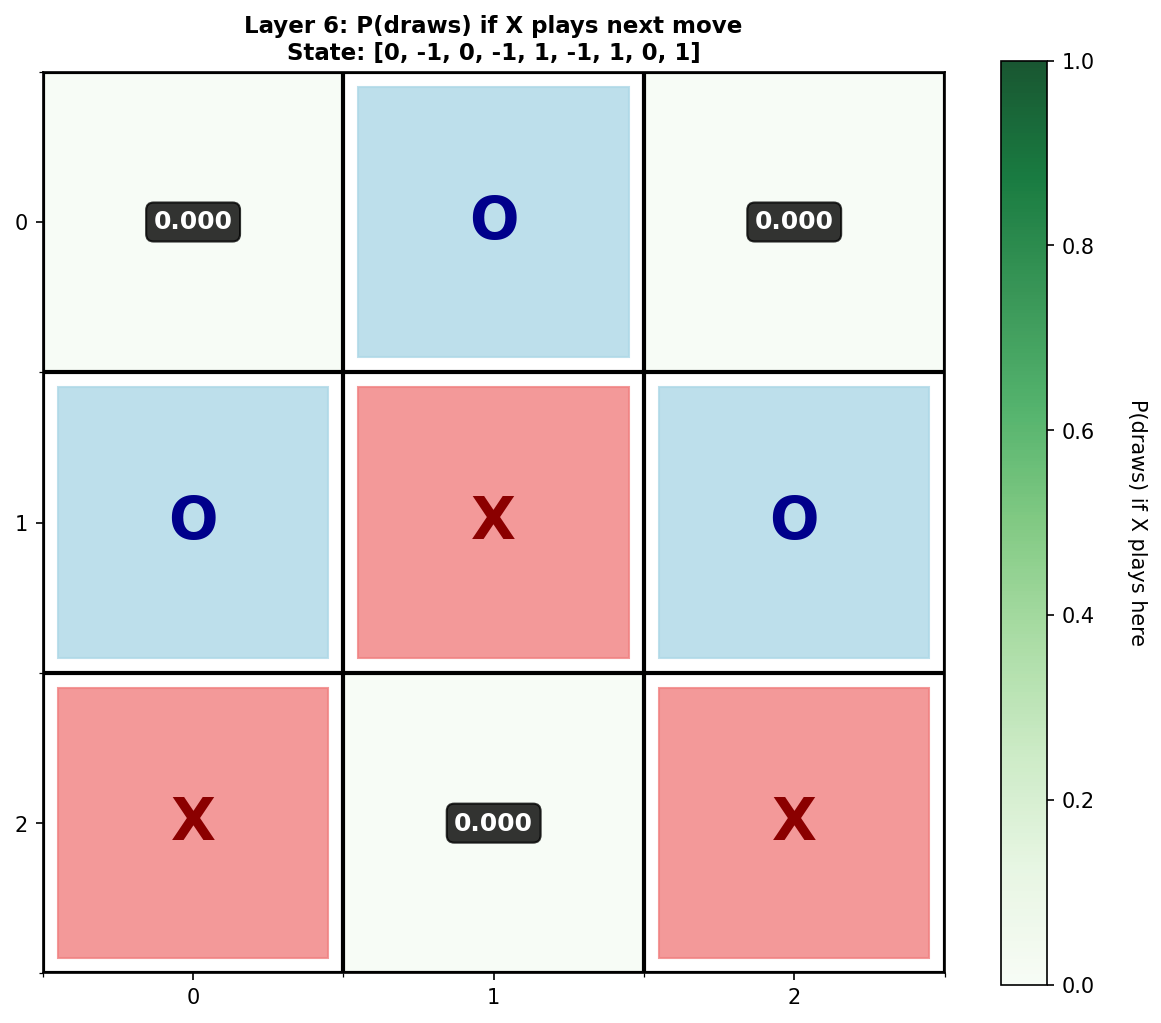 Layer 6: P(draws) if X plays next move
State: [0, -1, 0, -1, 1, -1, 1, 0, 1]
0 0.000 O 0.000
1 O X O
2 X 0.000 X
0 1 2
1.0
0.8
0.6
0.4
0.2
0.0
P(draws) if X plays here